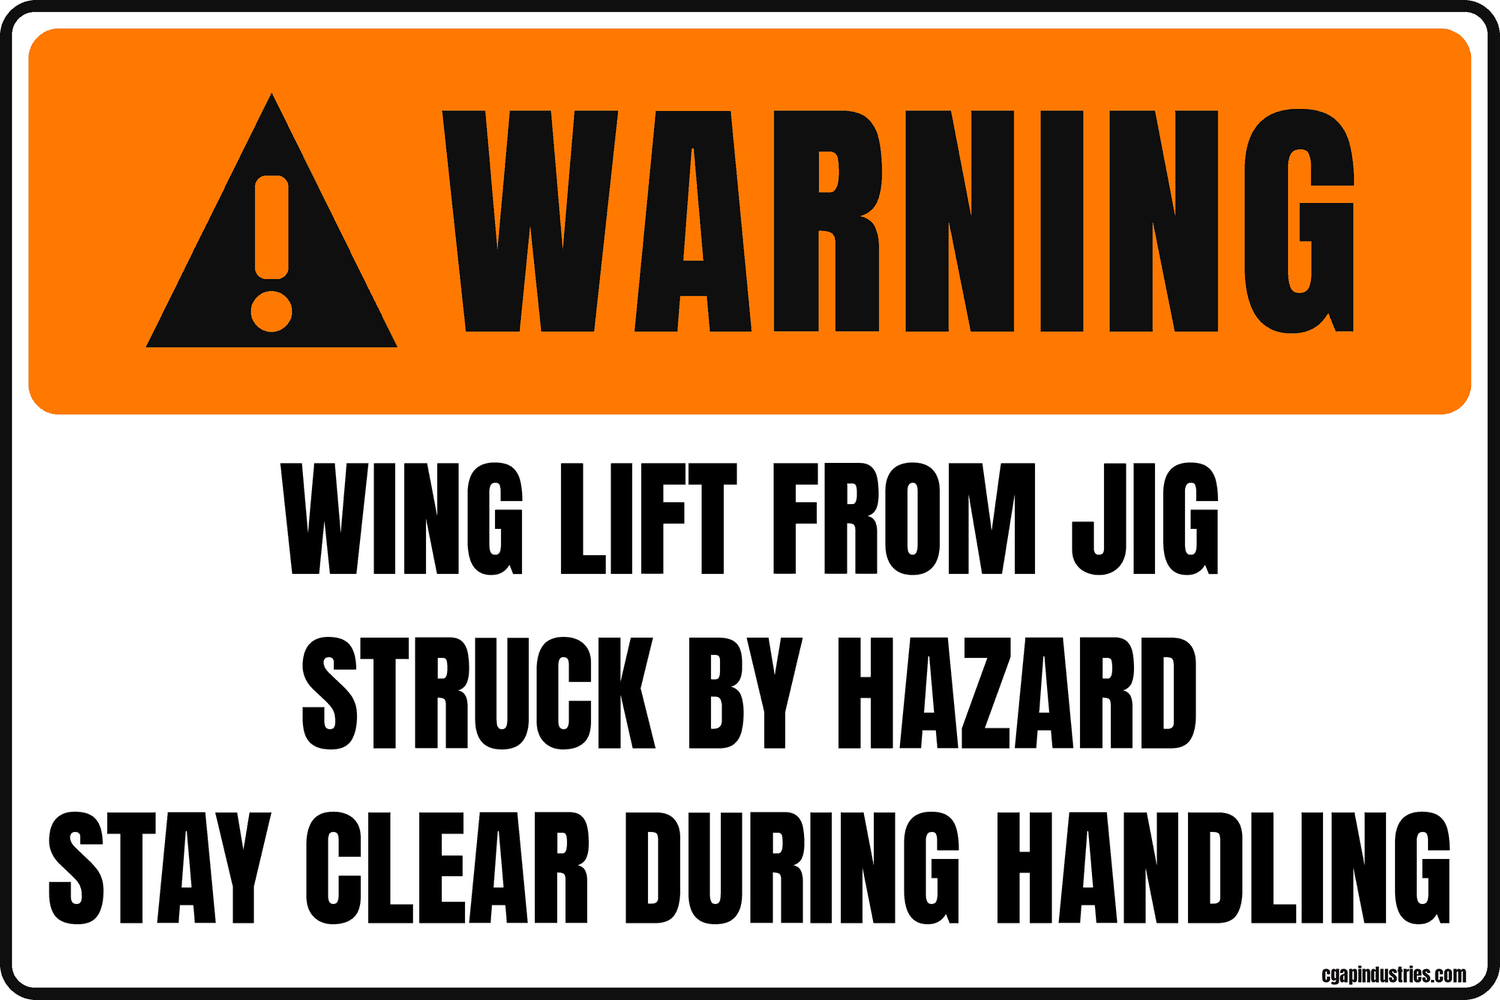 WARNING
WING LIFT FROM JIG
STRUCK BY HAZARD
STAY CLEAR DURING HANDLING
cgapindustries.com